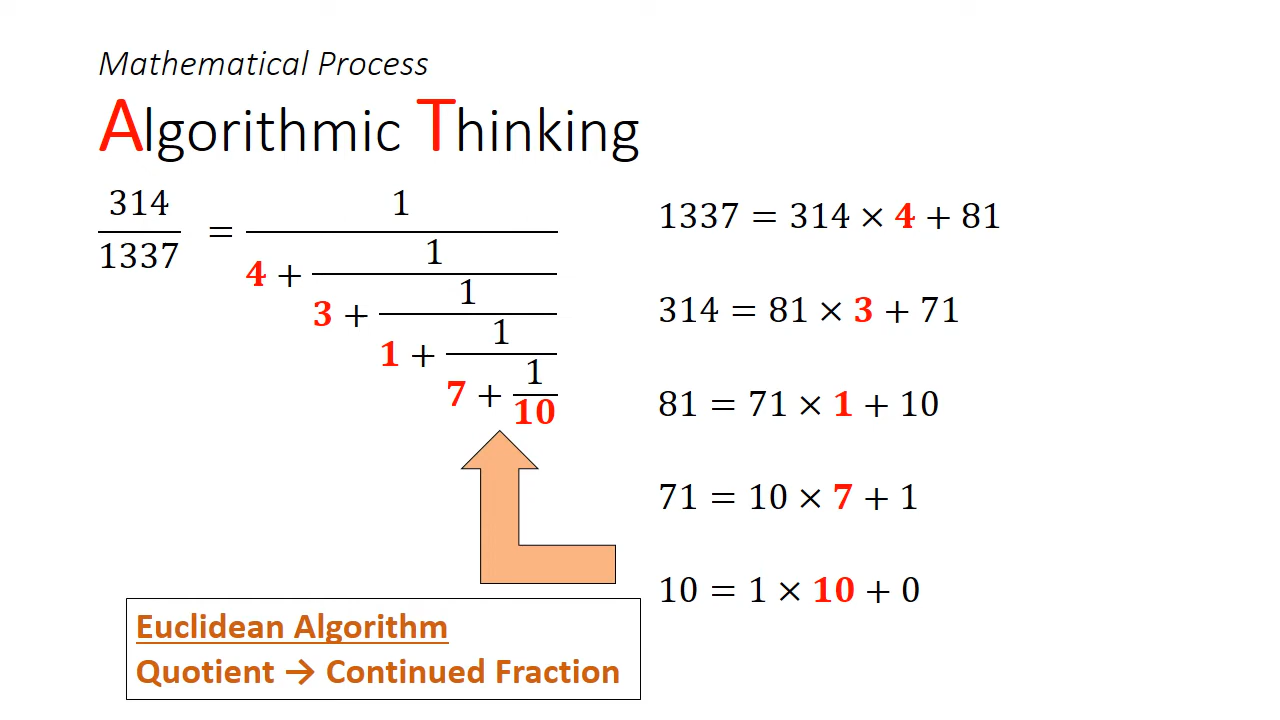 Mathematical Process
Algorithmic Thinking
314
1337
=
1
4 +
1
3 +
1
1 +
1
7 +
1
10
1337 = 314 × 4 + 81
314 = 81 × 3 + 71
81 = 71 × 1 + 10
71 = 10 × 7 + 1
10 = 1 × 10 + 0
Euclidean Algorithm
Quotient → Continued Fraction